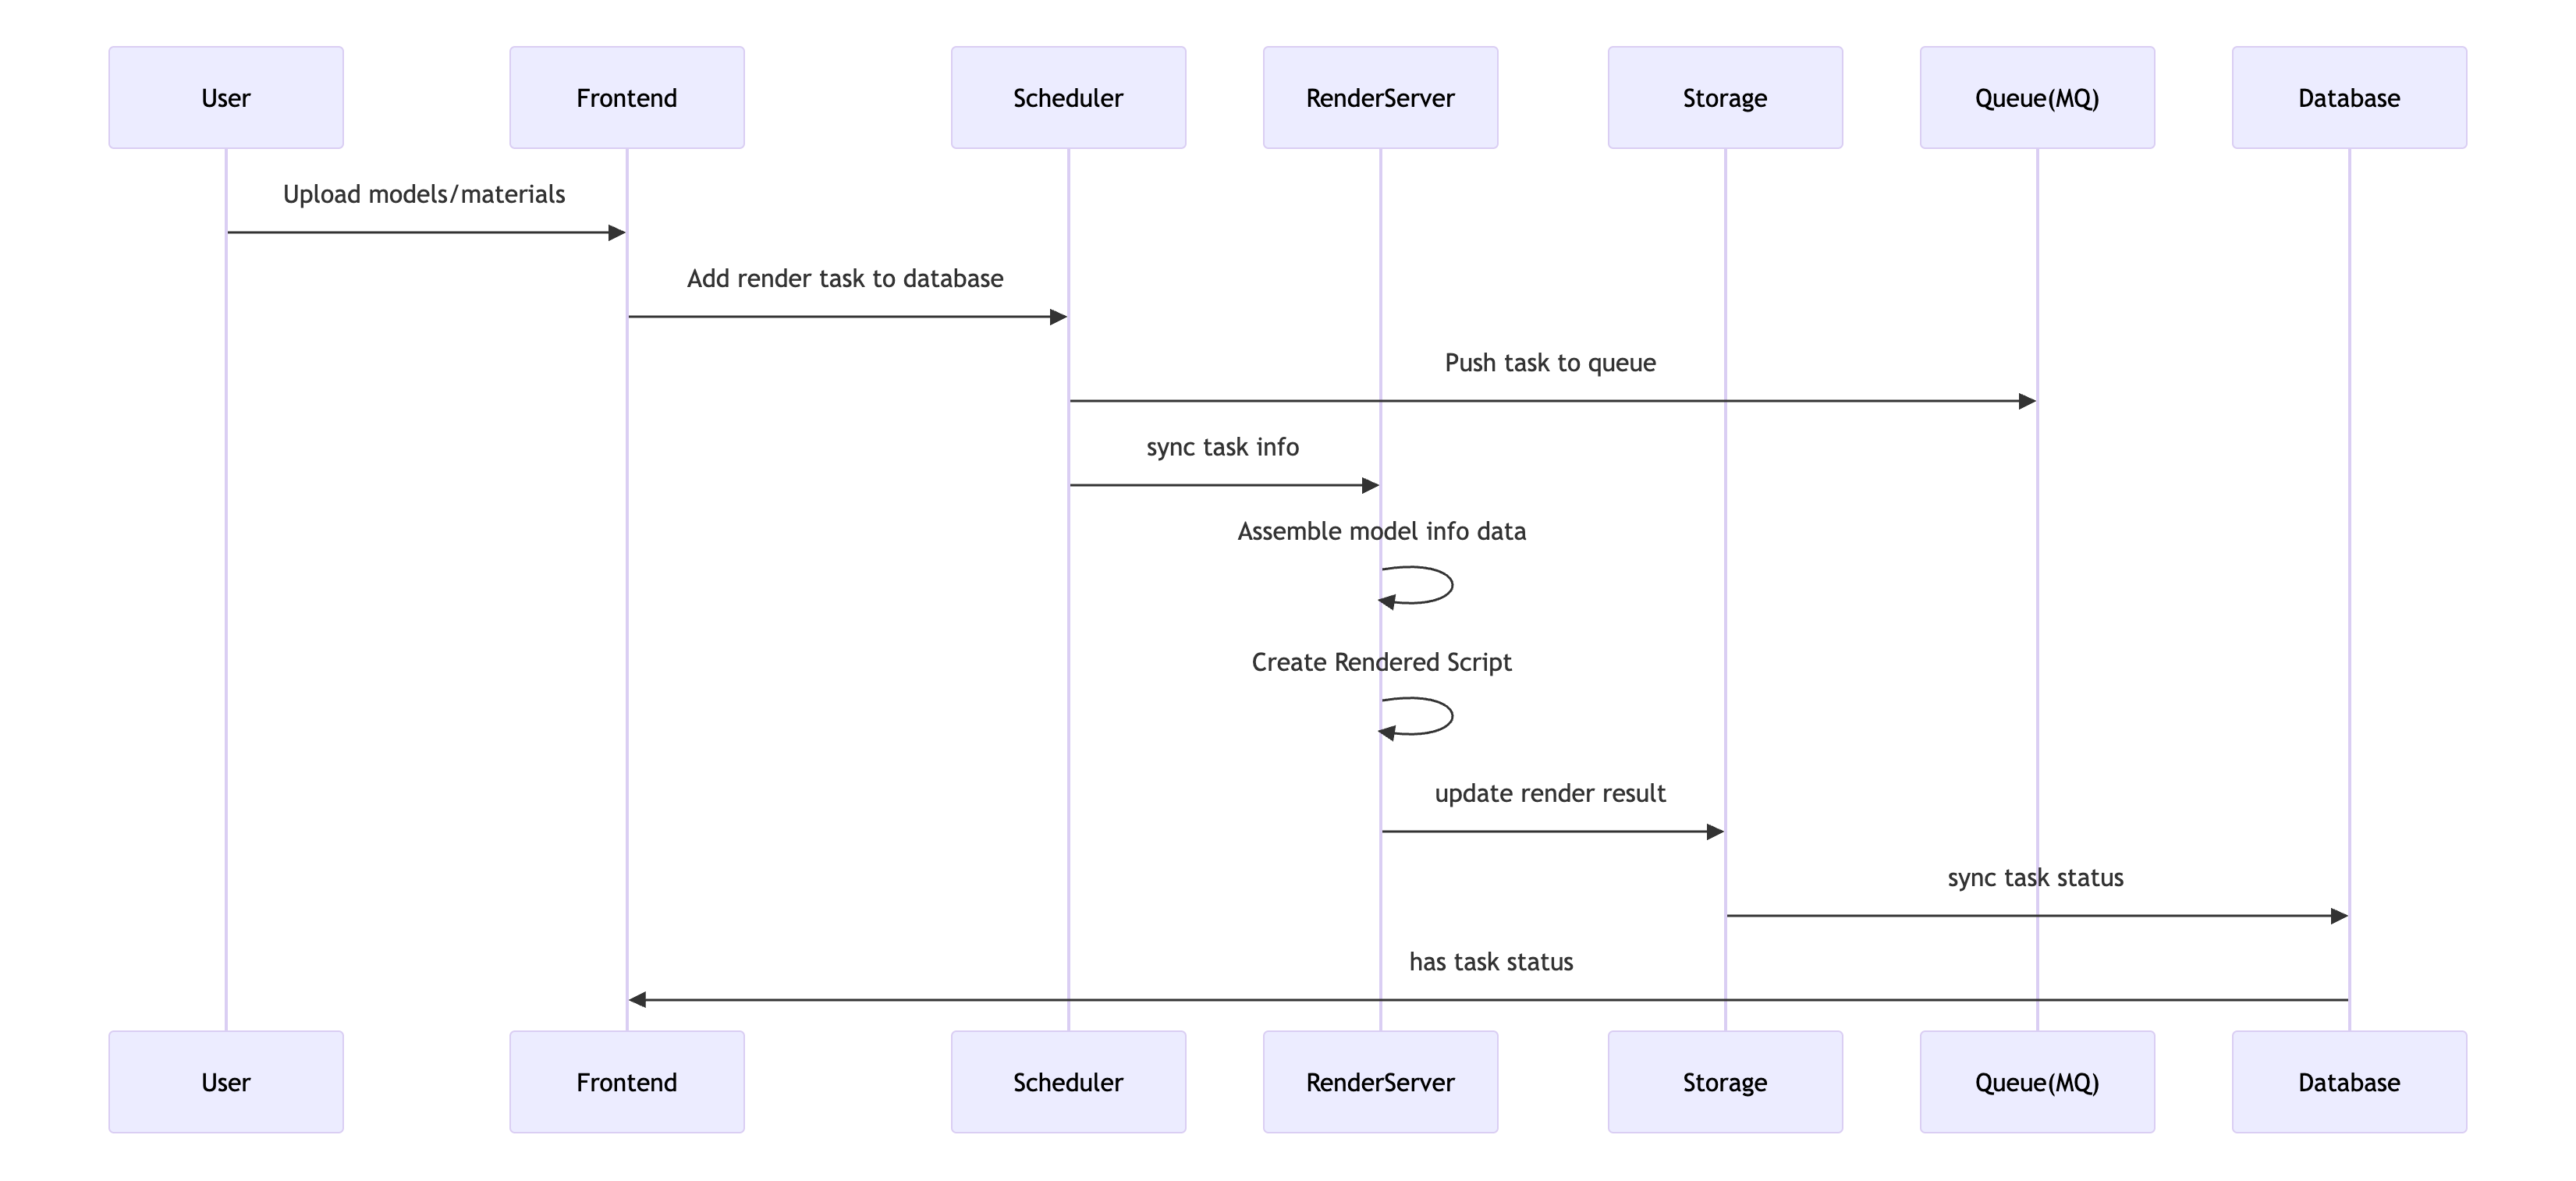 User
Frontend
Scheduler
RenderServer
Storage
Queue(MQ)
Database
Upload models/materials
Add render task to database
Push task to queue
sync task info
Assemble model info data
Create Rendered Script
update render result
sync task status
has task status
User
Frontend
Scheduler
RenderServer
Storage
Queue(MQ)
Database